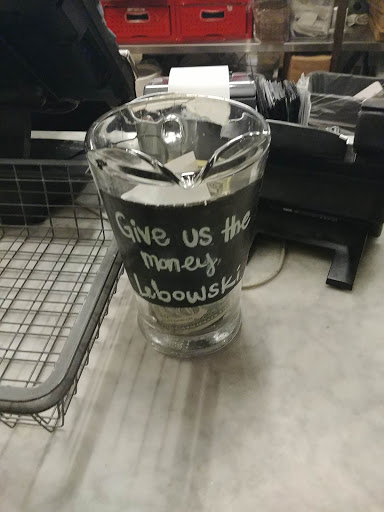 Give us the
money,
Lebowski